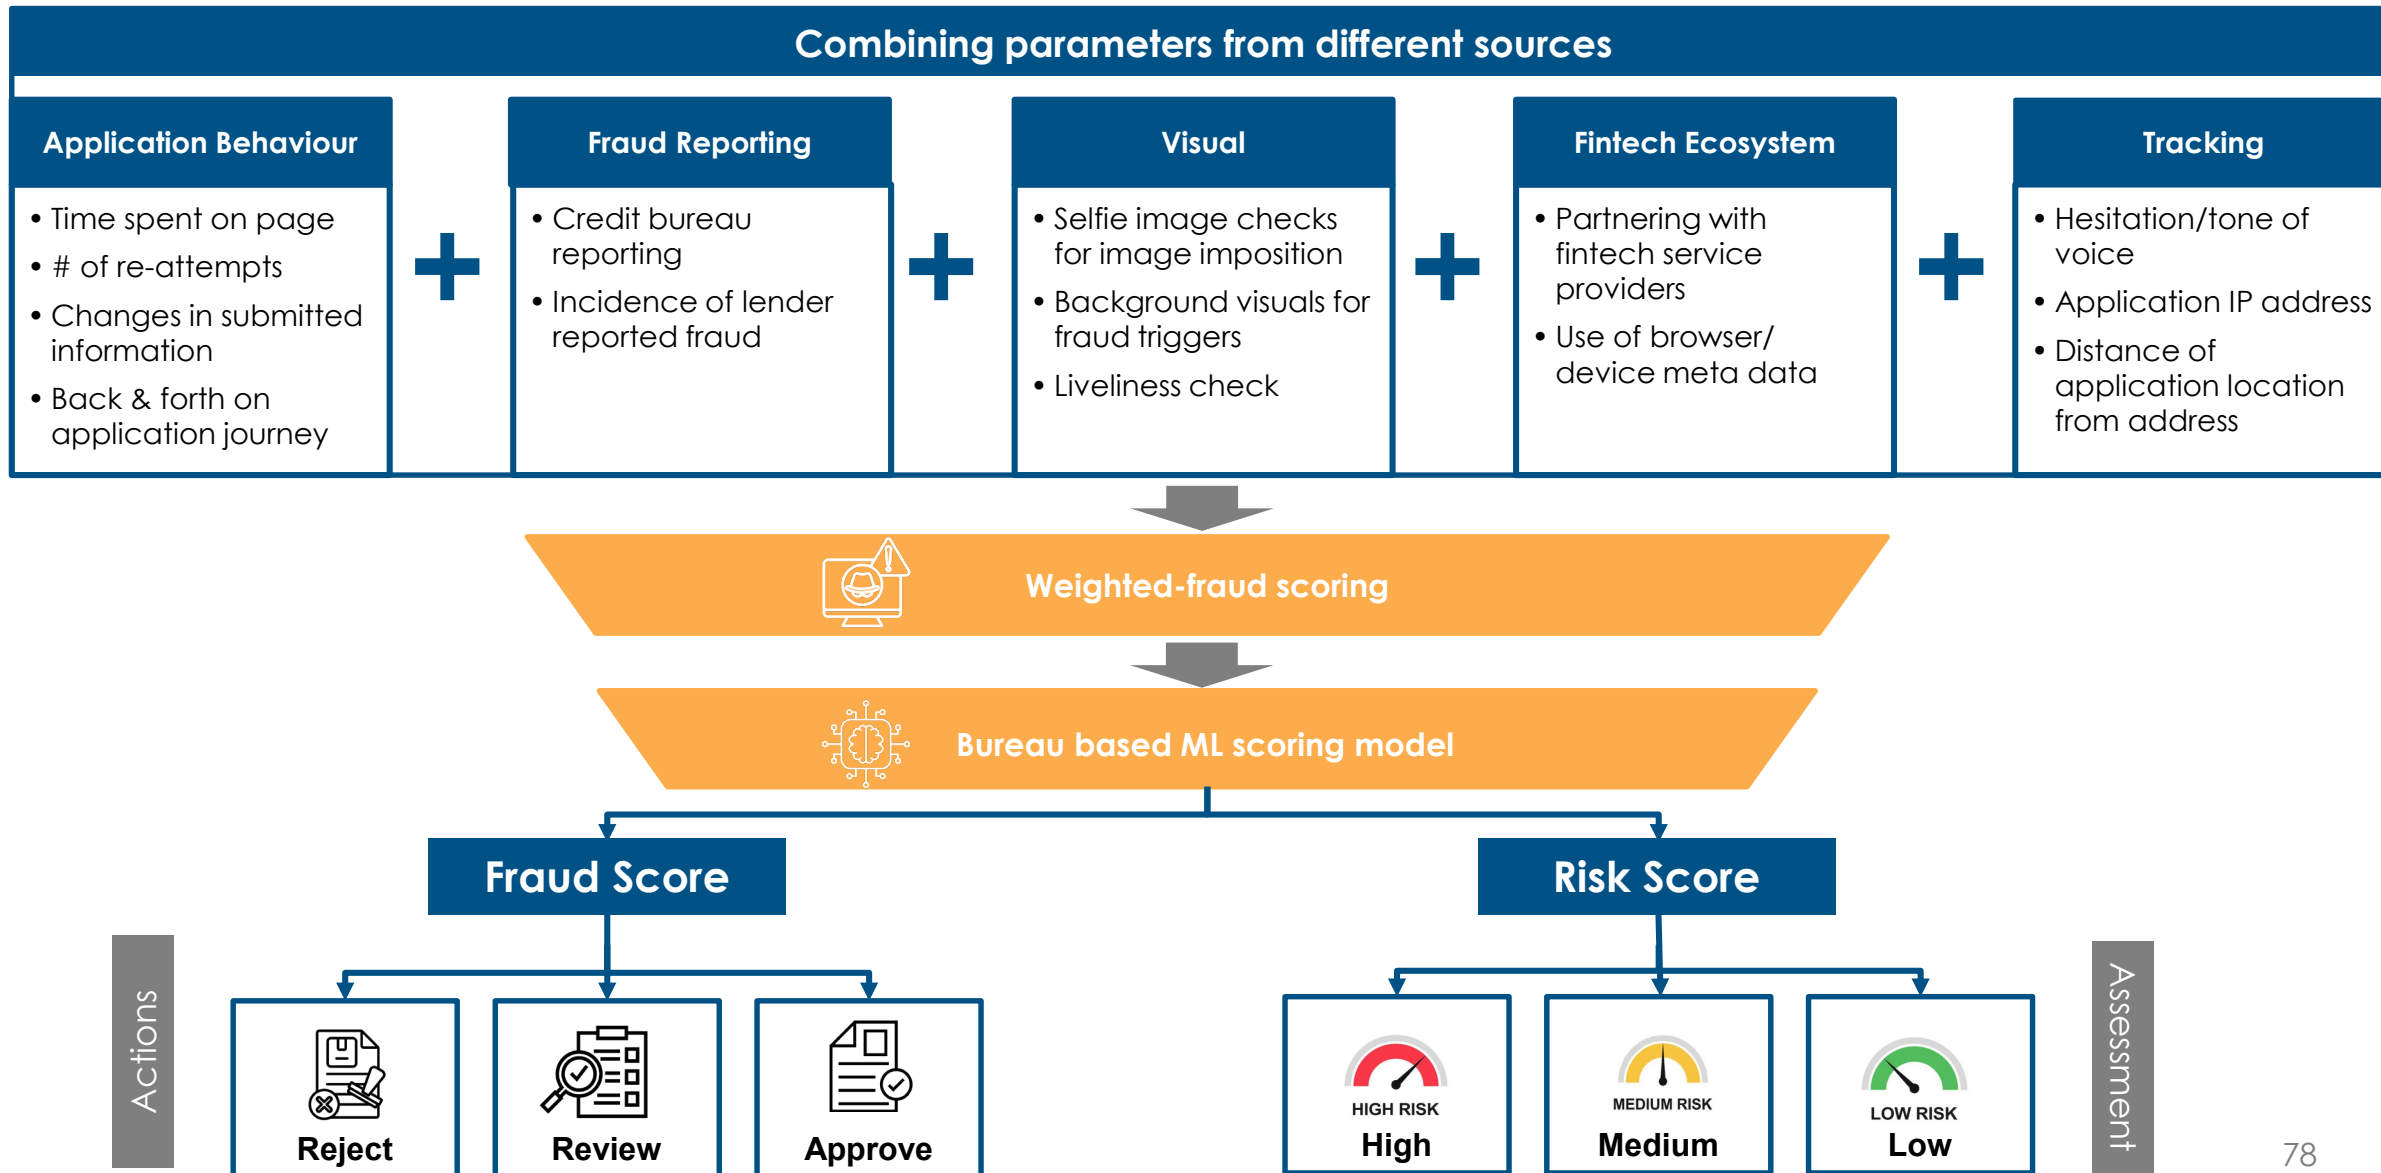 Combining parameters from different sources
Application Behaviour
• Time spent on page
• # of re-attempts
• Changes in submitted
information
• Back & forth on
application journey
Fraud Reporting
• Credit bureau
reporting
• Incidence of lender
reported fraud
Visual
• Selfie image checks
for image imposition
• Background visuals for
fraud triggers
• Liveliness check
Fintech Ecosystem
• Partnering with
fintech service
providers
• Use of browser/
device meta data
Tracking
• Hesitation/tone of
voice
• Application IP address
• Distance of
application location
from address
Weighted-fraud scoring
Bureau based ML scoring model
Fraud Score
Risk Score
Actions
Reject
Review
Approve
HIGH RISK
High
MEDIUM RISK
Medium
LOW RISK
Low
Assessment
78